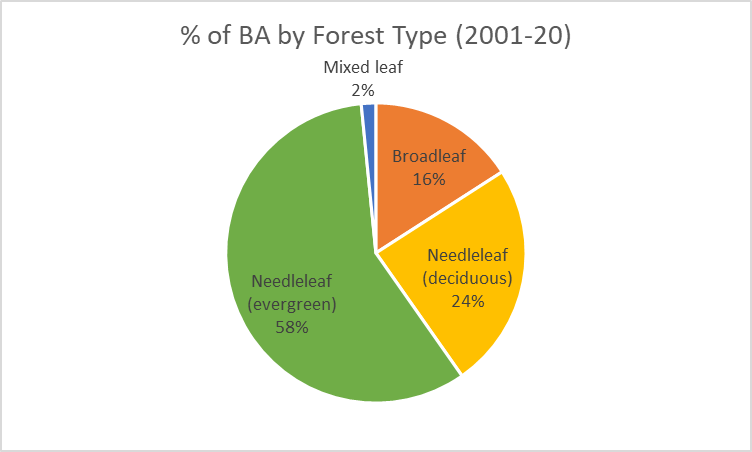 % of BA by Forest Type (2001-20)
Mixed leaf
2%
Broadleaf
16%
Needleleaf
(deciduous)
24%
Needleleaf
(evergreen)
58%